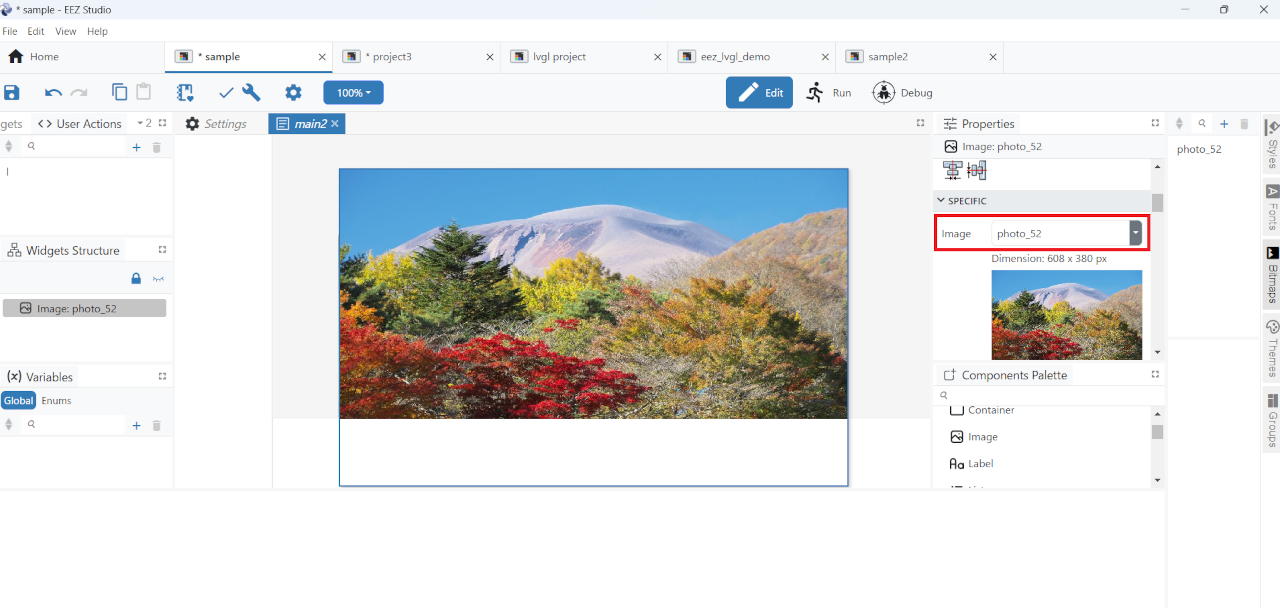 * sample - EEZ Studio
File Edit View Help
Home
* sample
* project3
lvgl project
eez_lvgl_demo
sample2
100%
Edit
Run
Debug
gets
User Actions
2
Settings
main2
Properties
Image: photo_52
photo_52
SPECIFIC
Image photo_52
Dimension: 608 x 380 px
Widgets Structure
Image: photo_52
(x) Variables
Global Enums
Components Palette
Container
Image
Aa Label
Styles
A Fonts
Bitmaps
Themes
Groups